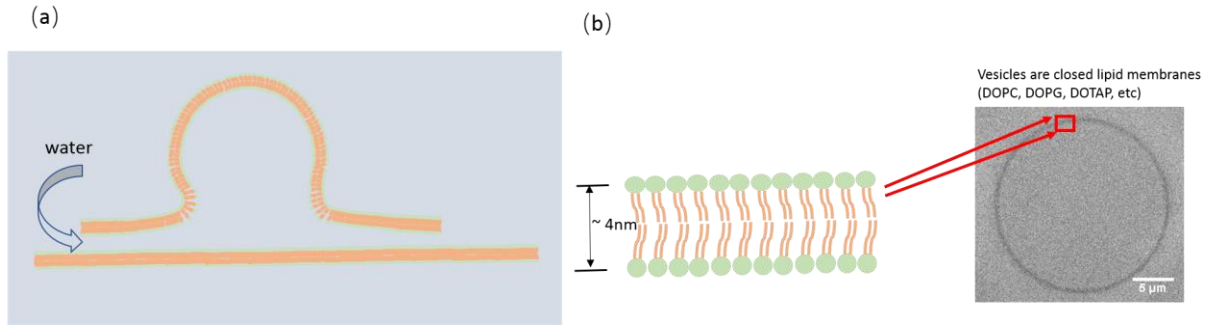 (a)
water
(b)
~ 4nm
Vesicles are closed lipid membranes
(DOPC, DOPG, DOTAP, etc)
5 μm